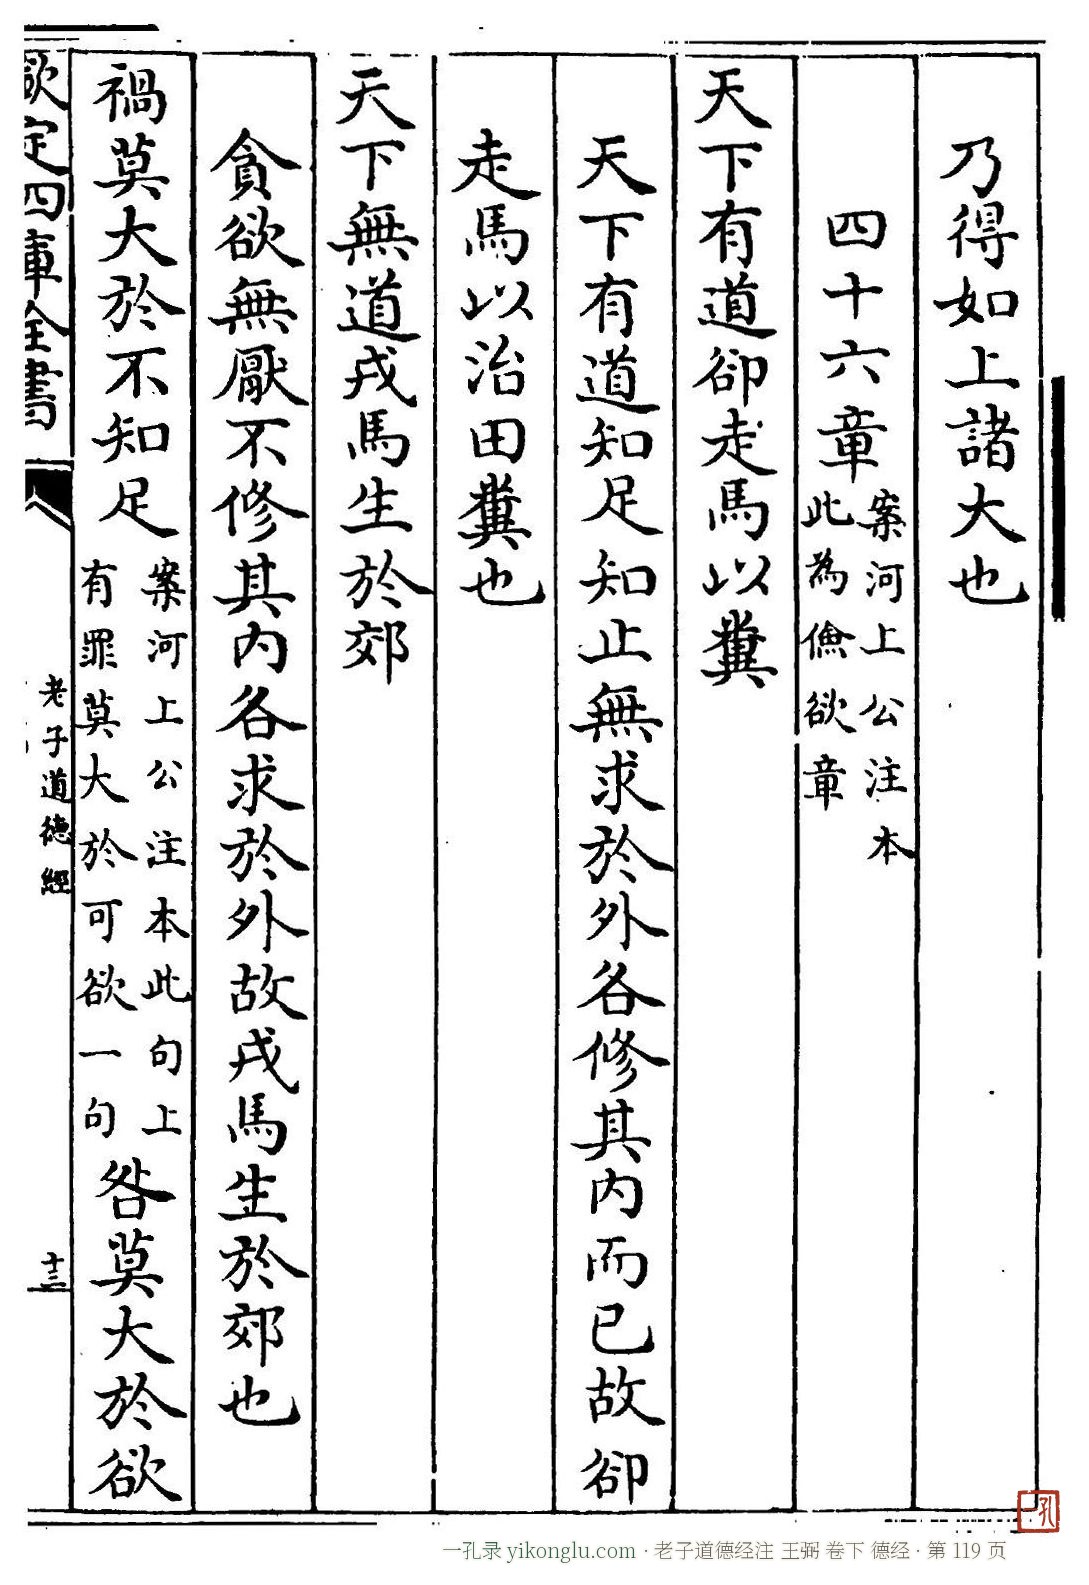 乃得如上諸大也
四十六章案河上公注本此為儉欲章
天下有道卻走馬以糞
天下有道知足知止無求於外各修其內而已故卻
走馬以治田糞也
天下無道戎馬生於郊
貪欲無厭不修其內各求於外故戎馬生於郊也
禍莫大於不知足案河上公注本此句上有罪莫大於可欲一句咎莫大於欲
欽定四庫全書
老子道德經
十三
一孔
一孔录 yikonglu.com · 老子道德经注 王弼 卷下 德经 · 第 119 页